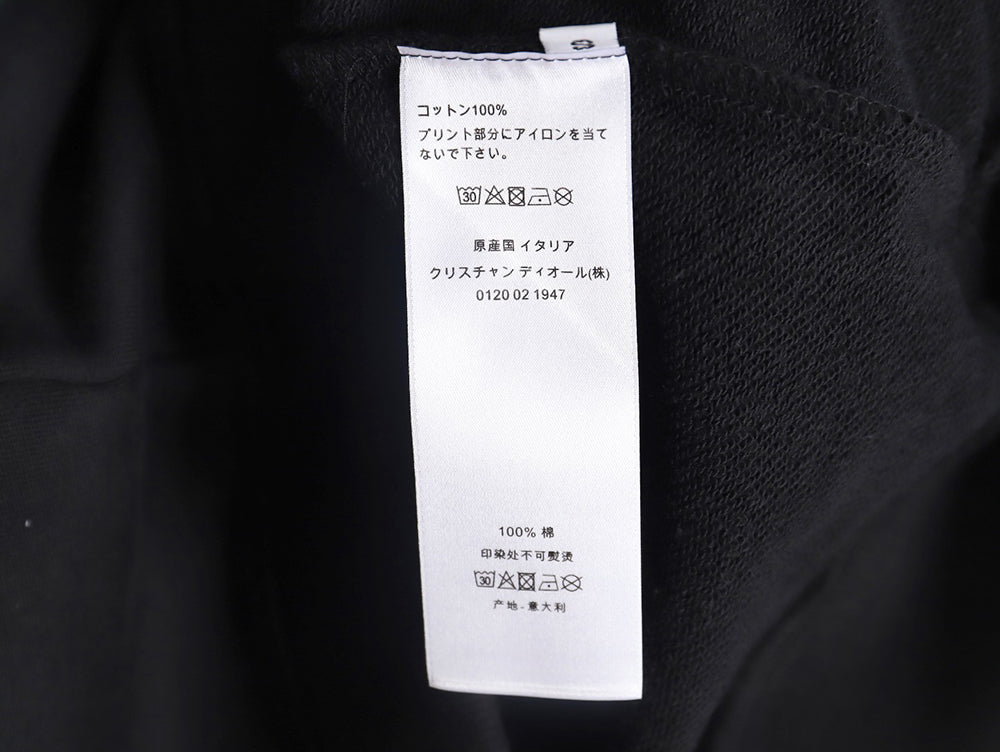 S
コットン100%
プリント部分にアイロンを当て
ないで下さい。
30
原産国 イタリア
クリスチャン ディオール(株)
0120 02 1947
100% 棉
印染处不可熨烫
30
产地 - 意大利